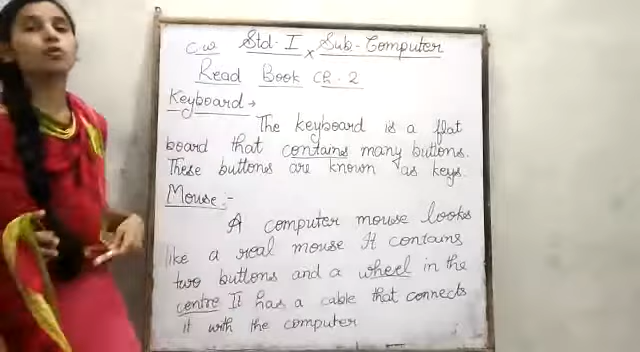 C.W Std- I x Sub- Computer
Read Book Ch. 2
Keyboard →
The keyboard is a flat
board that contains many buttons.
These buttons are known as keys.
Mouse:-
A computer mouse looks
like a real mouse It contains
two buttons and a wheel in the
centre It has a cable that connects
it with the computer